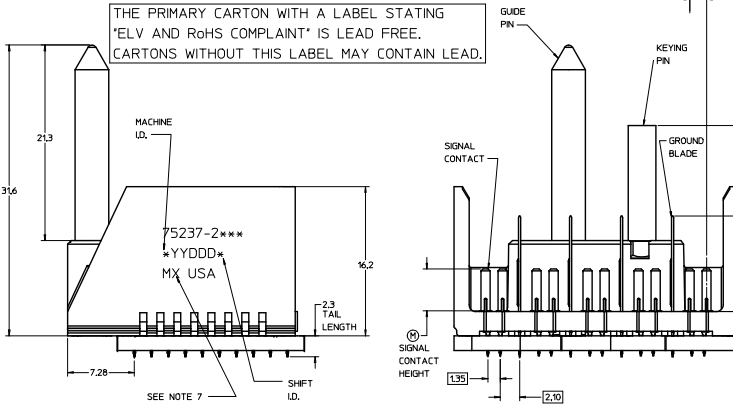 THE PRIMARY CARTON WITH A LABEL STATING
"ELV AND RoHS COMPLAINT" IS LEAD FREE.
CARTONS WITHOUT THIS LABEL MAY CONTAIN LEAD.
GUIDE
PIN
KEYING
PIN
MACHINE
I.D.
21,3
31,6
SIGNAL
CONTACT
GROUND
BLADE
75237-2***
*YYDDD*
MX USA
16,2
2,3
TAIL
LENGTH
M
SIGNAL
CONTACT
HEIGHT
7.28
SHIFT
I.D.
SEE NOTE 7
1.35
2,10